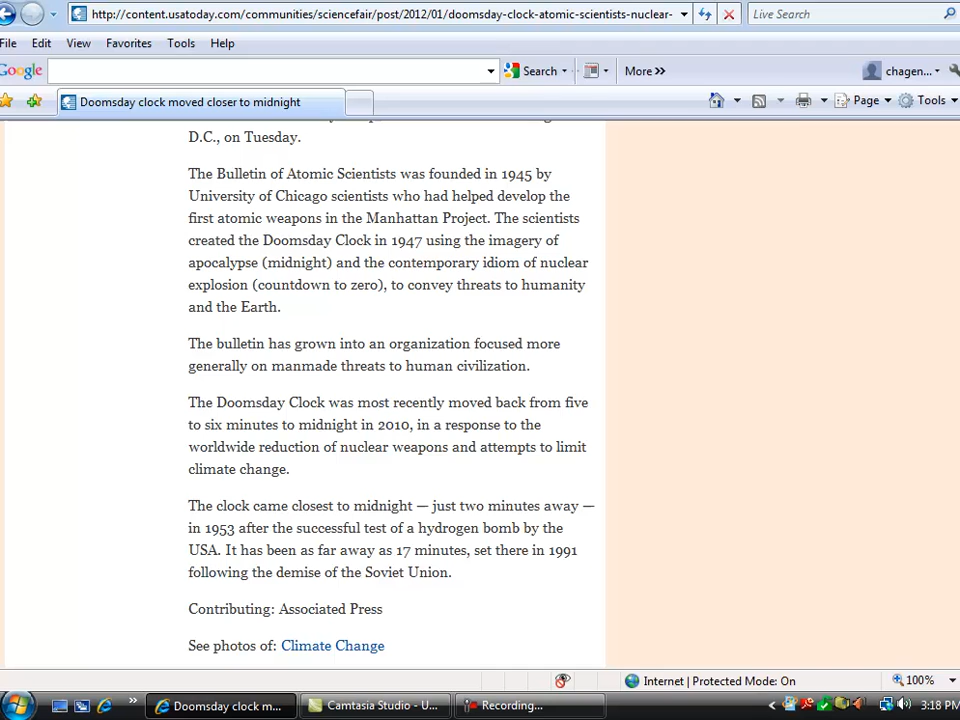 http://content.usatoday.com/communities/sciencefair/post/2012/01/doomsday-clock-atomic-scientists-nuclear-
Live Search
File Edit View Favorites Tools Help
Google Search More >> chagen...
Doomsday clock moved closer to midnight Page Tools
D.C., on Tuesday.
The Bulletin of Atomic Scientists was founded in 1945 by
University of Chicago scientists who had helped develop the
first atomic weapons in the Manhattan Project. The scientists
created the Doomsday Clock in 1947 using the imagery of
apocalypse (midnight) and the contemporary idiom of nuclear
explosion (countdown to zero), to convey threats to humanity
and the Earth.
The bulletin has grown into an organization focused more
generally on manmade threats to human civilization.
The Doomsday Clock was most recently moved back from five
to six minutes to midnight in 2010, in a response to the
worldwide reduction of nuclear weapons and attempts to limit
climate change.
The clock came closest to midnight — just two minutes away —
in 1953 after the successful test of a hydrogen bomb by the
USA. It has been as far away as 17 minutes, set there in 1991
following the demise of the Soviet Union.
Contributing: Associated Press
See photos of: Climate Change
Internet | Protected Mode: On 100%
Doomsday clock m... Camtasia Studio - U... Recording... 3:18 PM